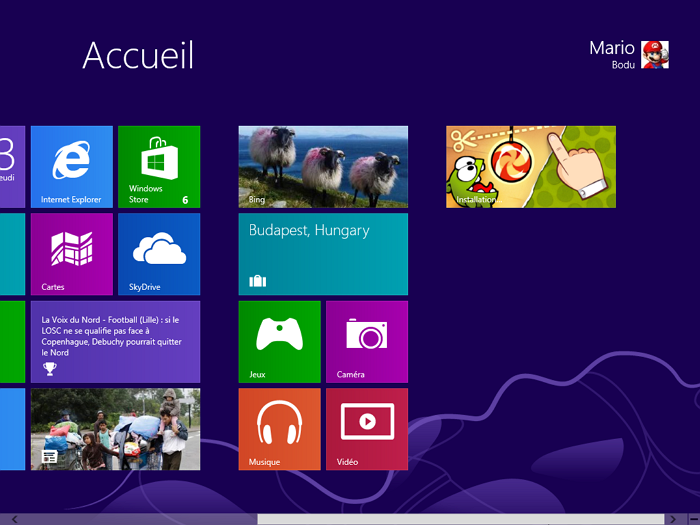 Accueil
Mario
Bodu
3
eudi
Internet Explorer
Windows
Store
6
Bing
Installation...
Cartes
SkyDrive
Budapest, Hungary
La Voix du Nord - Football (Lille) : si le
LOSC ne se qualifie pas face à
Copenhague, Debuchy pourrait quitter
le Nord
Jeux
Caméra
Musique
Vidéo